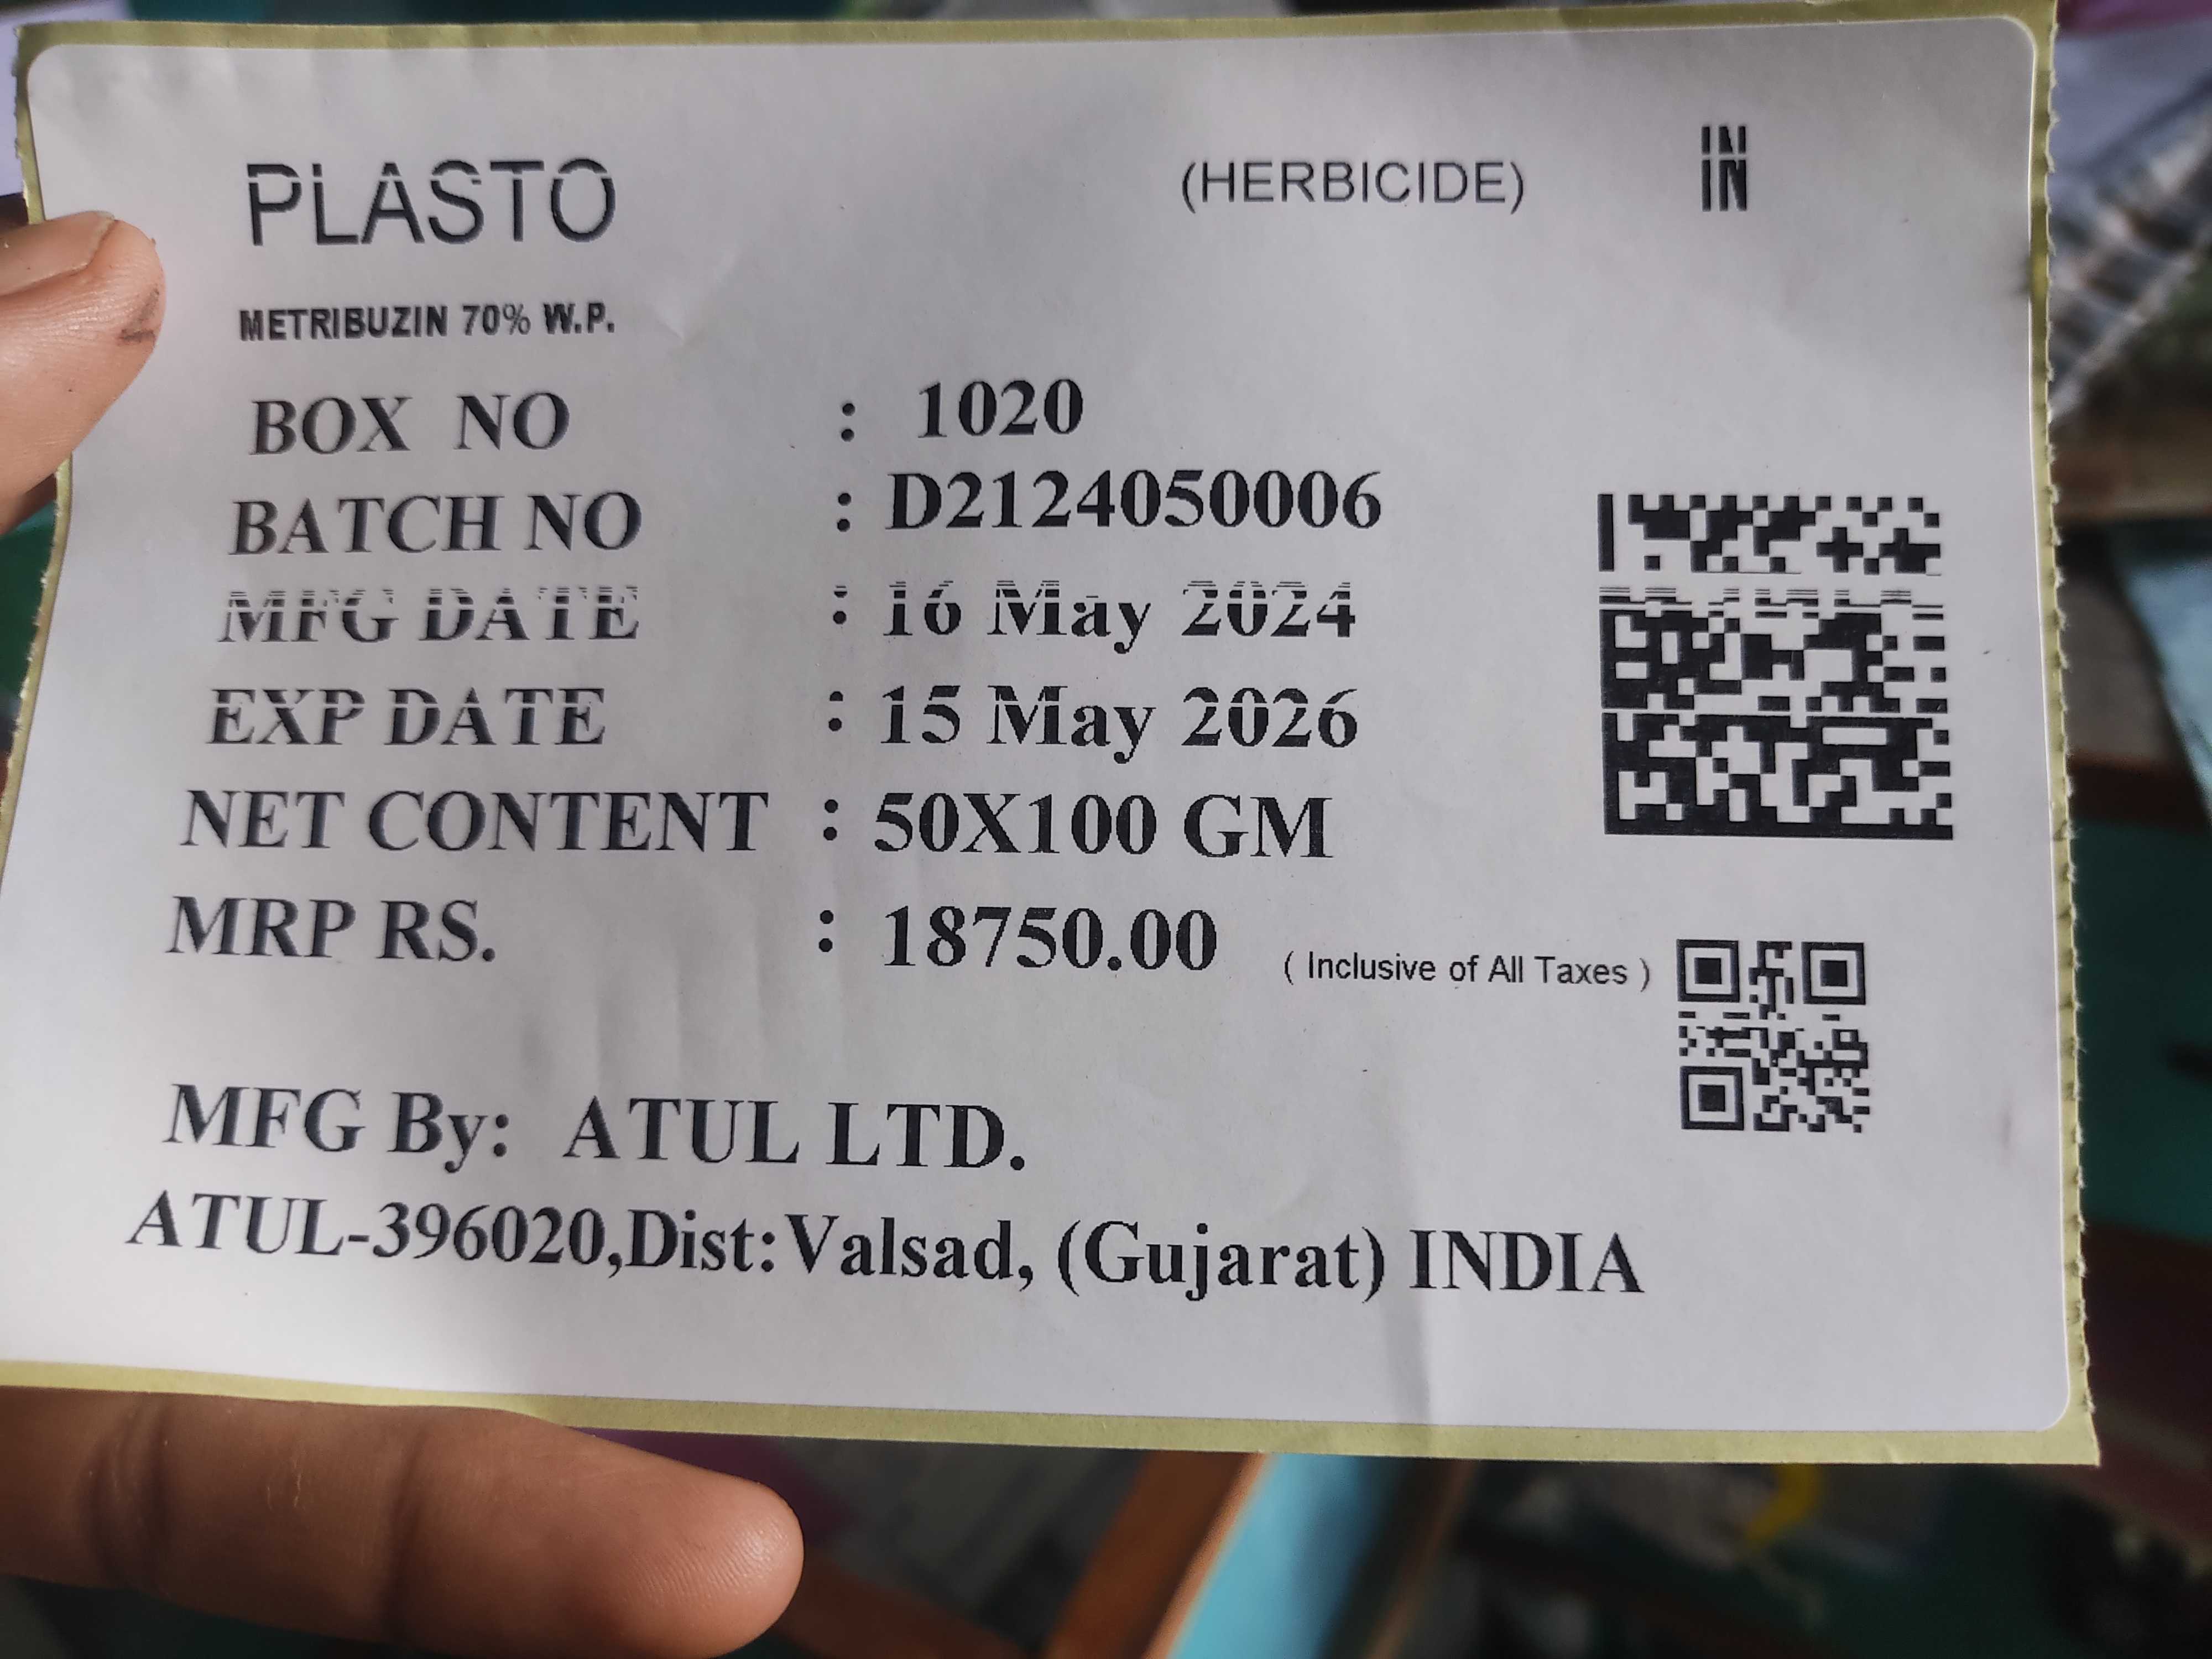 PLASTO (HERBICIDE) IN
METRIBUZIN 70% W.P.
BOX NO : 1020
BATCH NO : D2124050006
MFG DATE : 16 May 2024
EXP DATE : 15 May 2026
NET CONTENT : 50X100 GM
MRP RS. : 18750.00 ( Inclusive of All Taxes )
MFG By: ATUL LTD.
ATUL-396020,Dist:Valsad, (Gujarat) INDIA